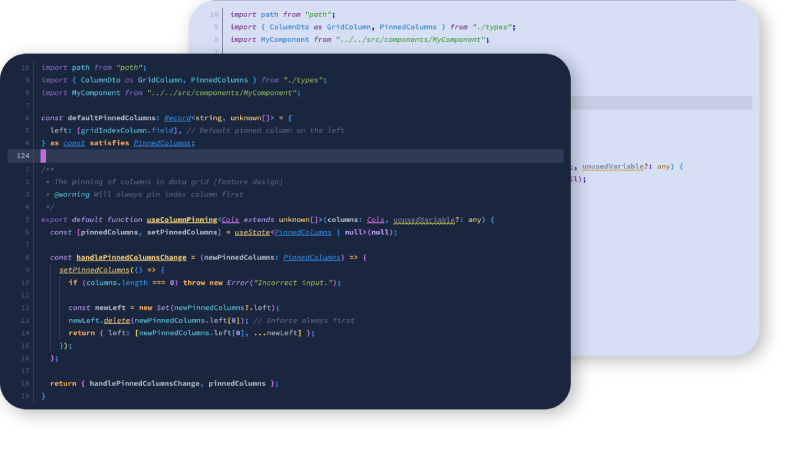 10 import path from "path";
9 import { ColumnDto as GridColumn, PinnedColumns } from "./types";
8 import MyComponent from "../../src/components/MyComponent";
7
, unusedVariable?: any) {
ll);
10 import path from "path";
9 import { ColumnDto as GridColumn, PinnedColumns } from "./types";
8 import MyComponent from "../../src/components/MyComponent";
7
6 const defaultPinnedColumns: Record<string, unknown[]> = {
5 left: [gridIndexColumn.field], // Default pinned column on the left
4 } as const satisfies PinnedColumns;
124
1 /**
2 * The pinning of columns in data grid (feature design)
3 * @warning Will always pin index column first
4 */
5 export default function useColumnPinning<Cols extends unknown[]>(columns: Cols, unusedVariable?: any) {
6 const [pinnedColumns, setPinnedColumns] = useState<PinnedColumns | null>(null);
7
8 const handlePinnedColumnsChange = (newPinnedColumns: PinnedColumns) => {
9 setPinnedColumns(() => {
10 if (columns.length === 0) throw new Error("Incorrect input.");
11
12 const newLeft = new Set(newPinnedColumns?.left);
13 newLeft.delete(newPinnedColumns.left[0]); // Enforce always first
14 return { left: [newPinnedColumns.left[0], ...newLeft] };
15 });
16 };
17
18 return { handlePinnedColumnsChange, pinnedColumns };
19 }